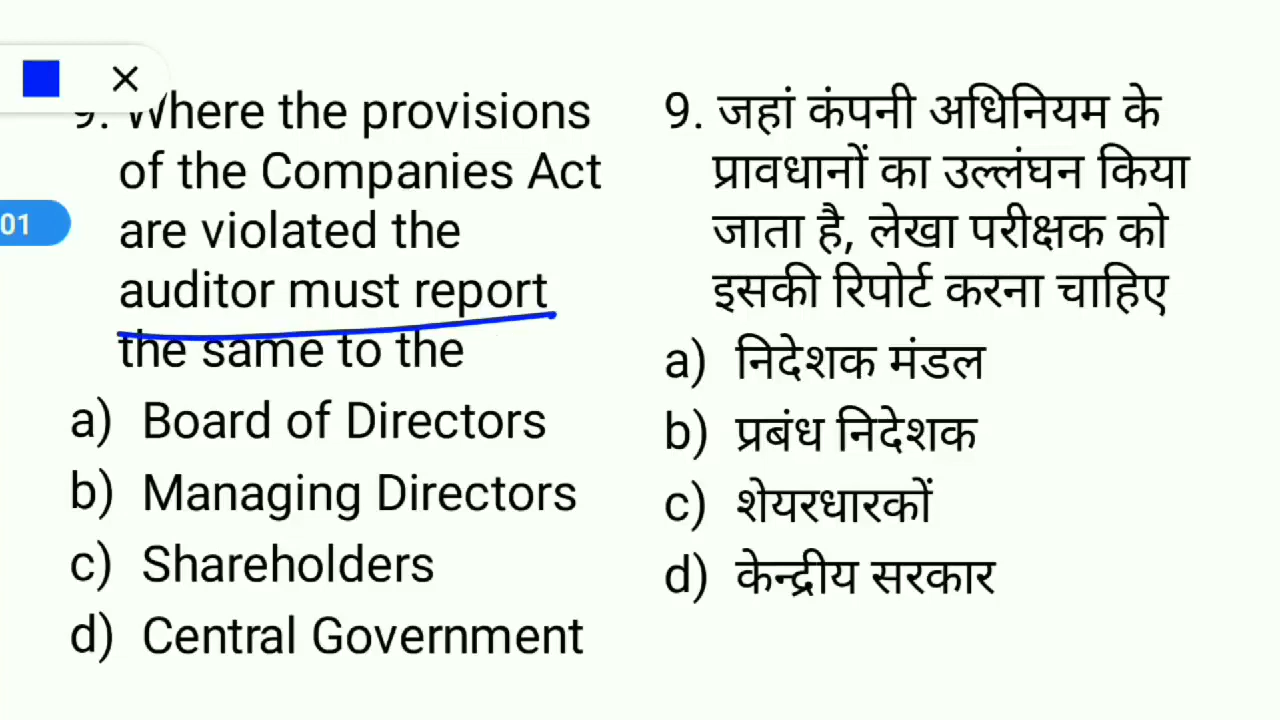 9. Where the provisions
of the Companies Act
are violated the
auditor must report
the same to the
a) Board of Directors
b) Managing Directors
c) Shareholders
d) Central Government
01
9. जहां कंपनी अधिनियम के
प्रावधानों का उल्लंघन किया
जाता है, लेखा परीक्षक को
इसकी रिपोर्ट करना चाहिए
a) निदेशक मंडल
b) प्रबंध निदेशक
c) शेयरधारकों
d) केन्द्रीय सरकार